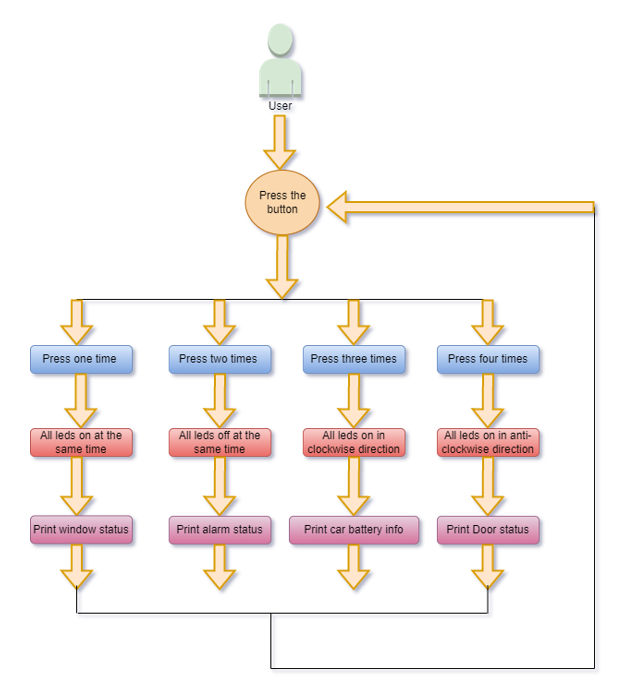 User
Press the
button
Press one time
Press two times
Press three times
Press four times
All leds on at the
same time
All leds off at the
same time
All leds on in
clockwise direction
All leds on in anti-
clockwise direction
Print window status
Print alarm status
Print car battery info
Print Door status